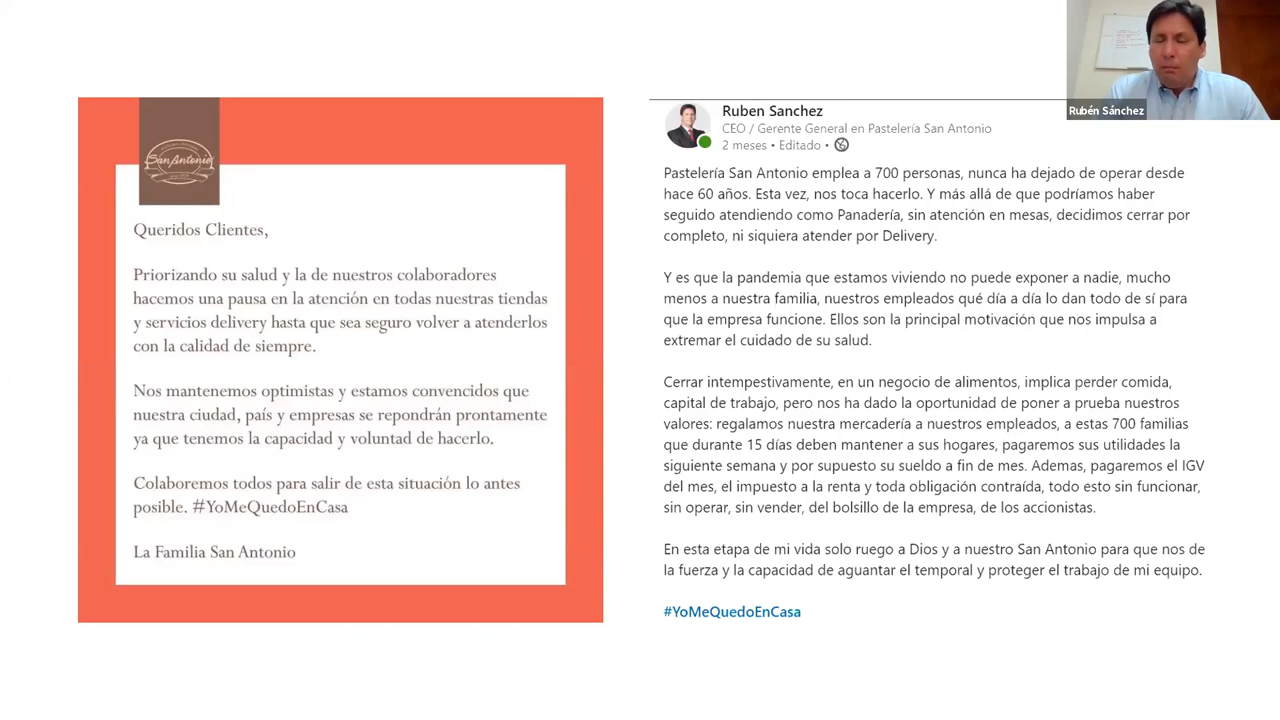 San Antonio
Queridos Clientes,
Priorizando su salud y la de nuestros colaboradores
hacemos una pausa en la atención en todas nuestras tiendas
y servicios delivery hasta que sea seguro volver a atenderlos
con la calidad de siempre.
Nos mantenemos optimistas y estamos convencidos que
nuestra ciudad, país y empresas se repondrán prontamente
ya que tenemos la capacidad y voluntad de hacerlo.
Colaboremos todos para salir de esta situación lo antes
posible. #YoMeQuedoEnCasa
La Familia San Antonio
Ruben Sanchez
CEO / Gerente General en Pastelería San Antonio
2 meses • Editado •
Pastelería San Antonio emplea a 700 personas, nunca ha dejado de operar desde
hace 60 años. Esta vez, nos toca hacerlo. Y más allá de que podríamos haber
seguido atendiendo como Panadería, sin atención en mesas, decidimos cerrar por
completo, ni siquiera atender por Delivery.
Y es que la pandemia que estamos viviendo no puede exponer a nadie, mucho
menos a nuestra familia, nuestros empleados qué día a día lo dan todo de sí para
que la empresa funcione. Ellos son la principal motivación que nos impulsa a
extremar el cuidado de su salud.
Cerrar intempestivamente, en un negocio de alimentos, implica perder comida,
capital de trabajo, pero nos ha dado la oportunidad de poner a prueba nuestros
valores: regalamos nuestra mercadería a nuestros empleados, a estas 700 familias
que durante 15 días deben mantener a sus hogares, pagaremos sus utilidades la
siguiente semana y por supuesto su sueldo a fin de mes. Ademas, pagaremos el IGV
del mes, el impuesto a la renta y toda obligación contraída, todo esto sin funcionar,
sin operar, sin vender, del bolsillo de la empresa, de los accionistas.
En esta etapa de mi vida solo ruego a Dios y a nuestro San Antonio para que nos de
la fuerza y la capacidad de aguantar el temporal y proteger el trabajo de mi equipo.
#YoMeQuedoEnCasa
Rubén Sánchez